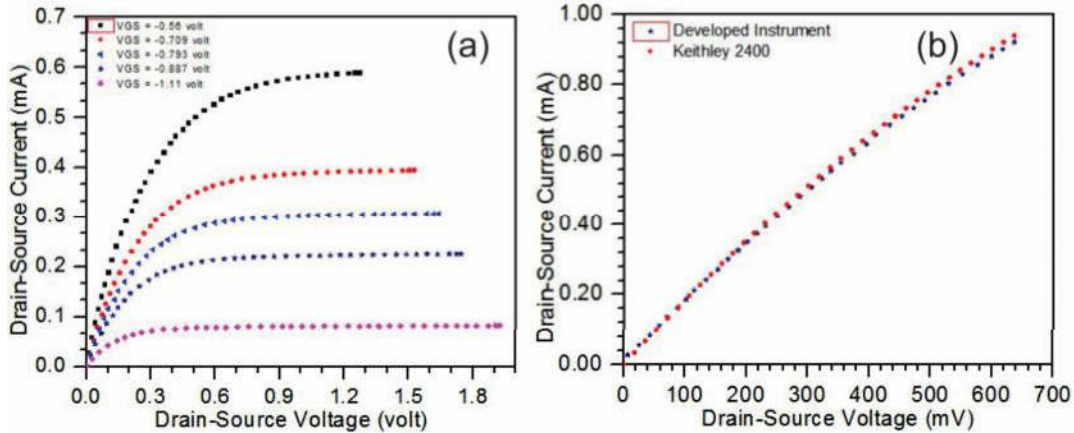 (a)
VGS = -0.56 volt
VGS = -0.709 volt
VGS = -0.793 volt
VGS = -0.887 volt
VGS = -1.11 volt
0.7
0.6
0.5
0.4
0.3
0.2
0.1
0.0
Drain-Source Current (mA)
0.0 0.3 0.6 0.9 1.2 1.5 1.8
Drain-Source Voltage (volt)
(b)
Developed Instrument
Keithley 2400
1.00
0.80
0.60
0.40
0.20
0.00
Drain-Source Current (mA)
0 100 200 300 400 500 600 700
Drain-Source Voltage (mV)